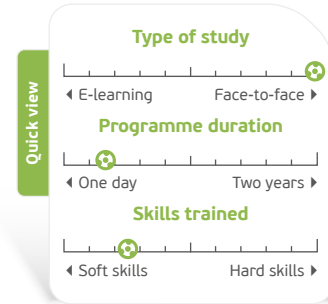 Quick view
Type of study
E-learning Face-to-face
Programme duration
One day Two years
Skills trained
Soft skills Hard skills